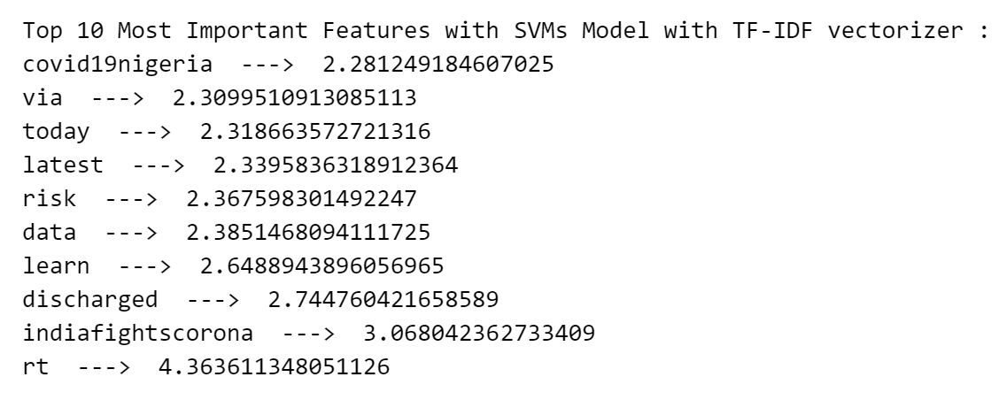 Top 10 Most Important Features with SVMs Model with TF-IDF vectorizer :
covid19nigeria  --->  2.281249184607025
via  --->  2.3099510913085113
today  --->  2.318663572721316
latest  --->  2.3395836318912364
risk  --->  2.367598301492247
data  --->  2.3851468094111725
learn  --->  2.6488943896056965
discharged  --->  2.744760421658589
indiafightscorona  --->  3.068042362733409
rt  --->  4.363611348051126